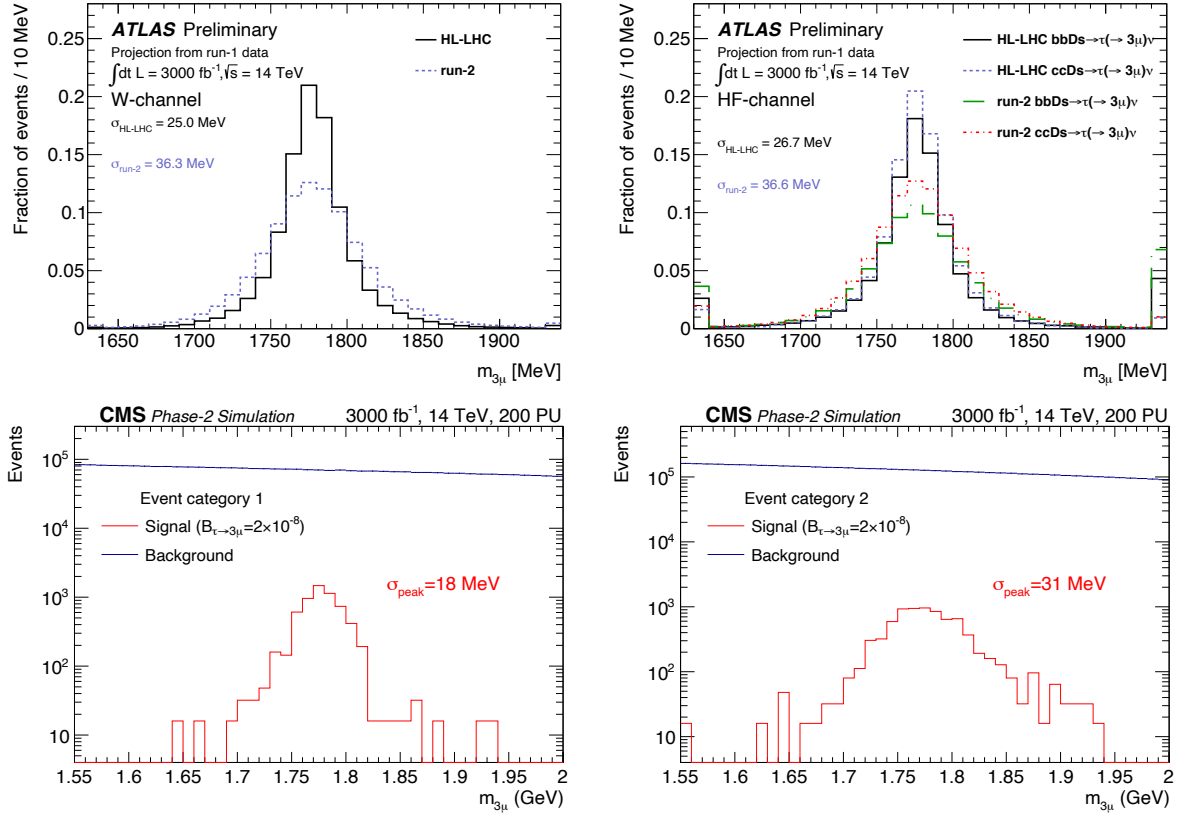 ATLAS Preliminary
Projection from run-1 data
∫dt L = 3000 fb⁻¹,√s = 14 TeV
W-channel
σHL-LHC = 25.0 MeV
σrun-2 = 36.3 MeV
HL-LHC
run-2
Fraction of events / 10 MeV
0.25
0.2
0.15
0.1
0.05
0
1650 1700 1750 1800 1850 1900
m3μ [MeV]
ATLAS Preliminary
Projection from run-1 data
∫dt L = 3000 fb⁻¹,√s = 14 TeV
HF-channel
σHL-LHC = 26.7 MeV
σrun-2 = 36.6 MeV
HL-LHC bbDs→τ(→ 3μ)ν
HL-LHC ccDs→τ(→ 3μ)ν
run-2 bbDs→τ(→ 3μ)ν
run-2 ccDs→τ(→ 3μ)ν
Fraction of events / 10 MeV
0.25
0.2
0.15
0.1
0.05
0
1650 1700 1750 1800 1850 1900
m3μ [MeV]
CMS Phase-2 Simulation 3000 fb⁻¹, 14 TeV, 200 PU
Events
10⁵
10⁴
10³
10²
10
Event category 1
Signal (Bτ→3μ=2×10⁻⁸)
Background
σpeak=18 MeV
1.55 1.6 1.65 1.7 1.75 1.8 1.85 1.9 1.95 2
m3μ (GeV)
CMS Phase-2 Simulation 3000 fb⁻¹, 14 TeV, 200 PU
Events
10⁵
10⁴
10³
10²
10
Event category 2
Signal (Bτ→3μ=2×10⁻⁸)
Background
σpeak=31 MeV
1.55 1.6 1.65 1.7 1.75 1.8 1.85 1.9 1.95 2
m3μ (GeV)